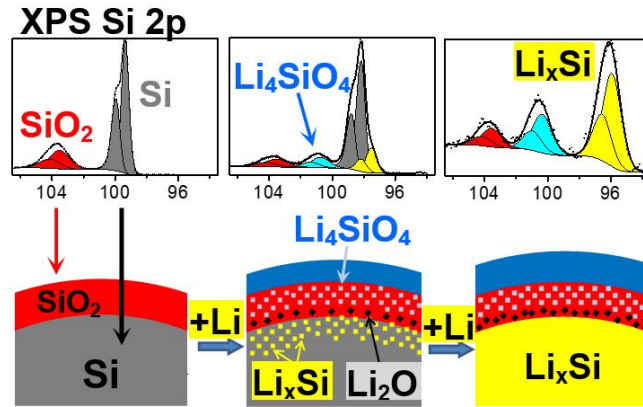 XPS Si 2p
SiO₂
Si
104 100 96
Li₄SiO₄
104 100 96
LiₓSi
104 100 96
Li₄SiO₄
SiO₂
Si
+Li
LiₓSi
Li₂O
+Li
LiₓSi